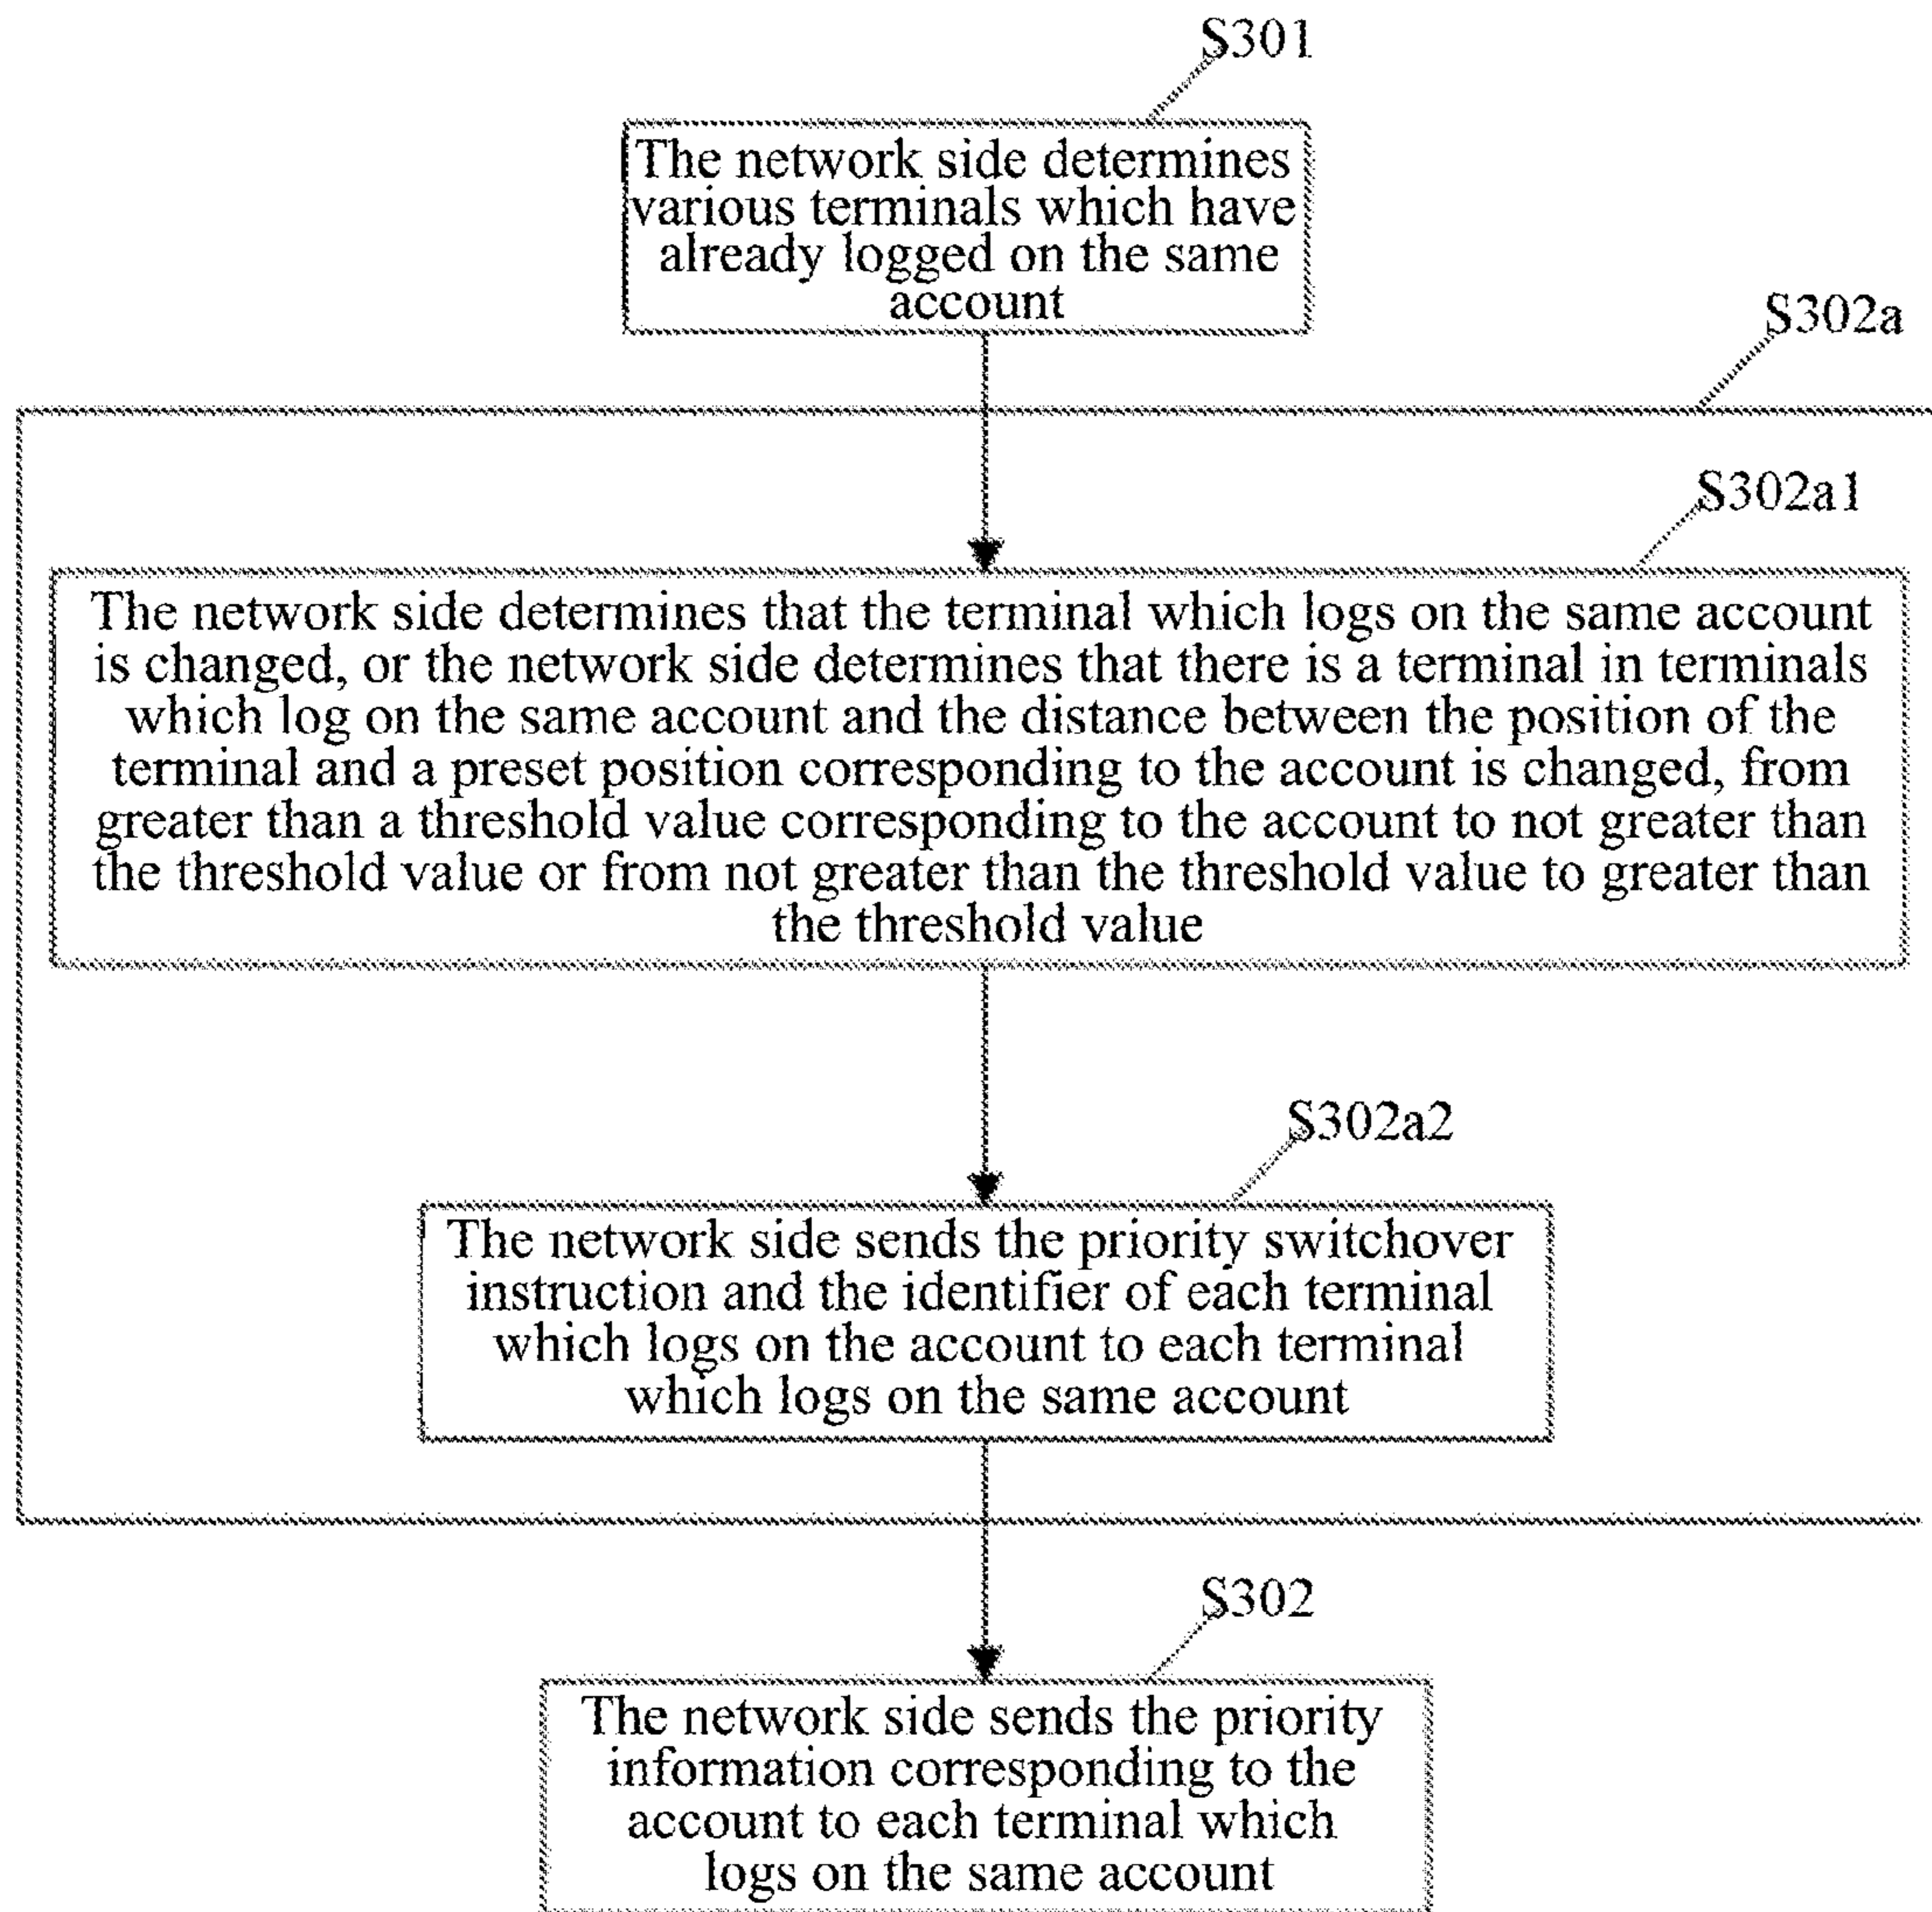 S301
The network side determines
various terminals which have
already logged on the same
account
S302a
S302a1
The network side determines that the terminal which logs on the same account
is changed, or the network side determines that there is a terminal in terminals
which log on the same account and the distance between the position of the
terminal and a preset position corresponding to the account is changed, from
greater than a threshold value corresponding to the account to not greater than
the threshold value or from not greater than the threshold value to greater than
the threshold value
S302a2
The network side sends the priority switchover
instruction and the identifier of each terminal
which logs on the account to each terminal
which logs on the same account
S302
The network side sends the priority
information corresponding to the
account to each terminal which
logs on the same account